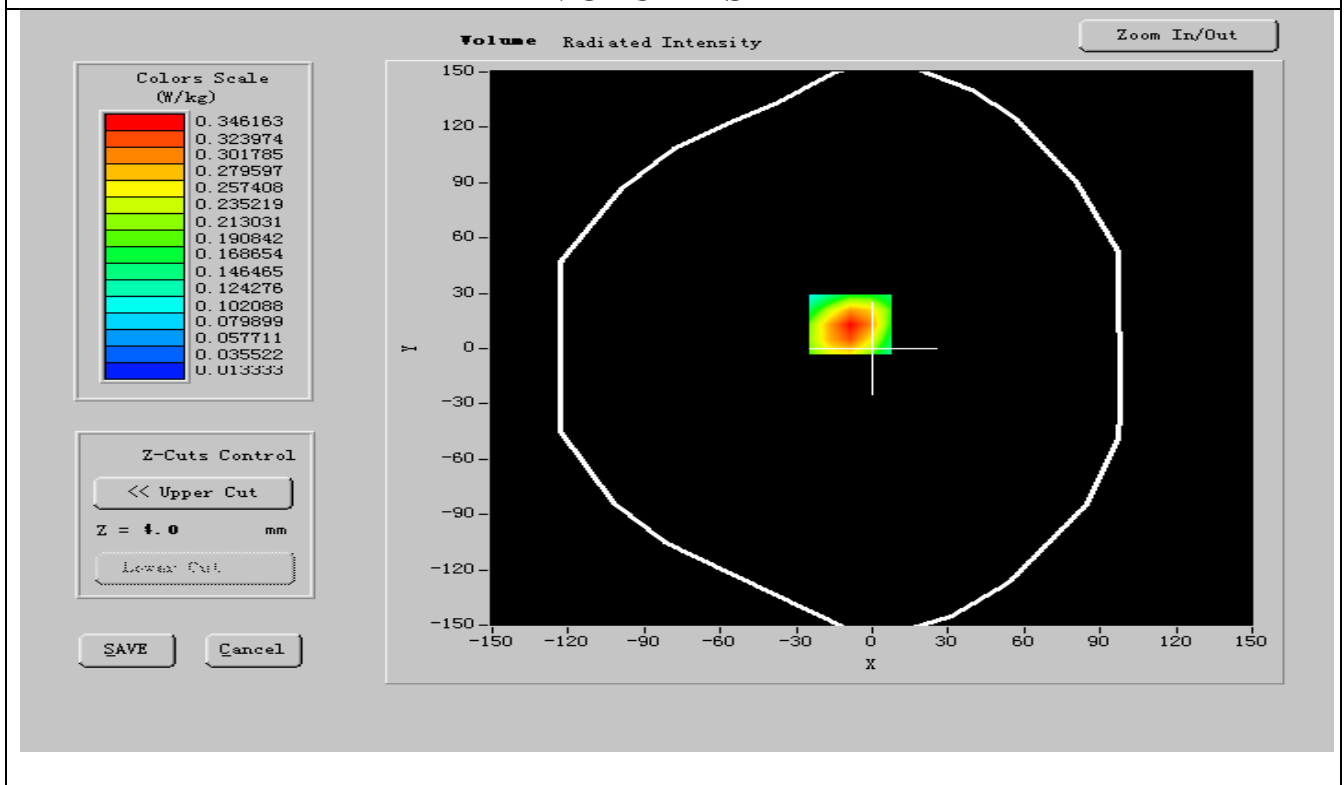 Volume Radiated Intensity
Zoom In/Out
Colors Scale
(W/kg)
0.346163
0.323974
0.301785
0.279597
0.257408
0.235219
0.213031
0.190842
0.168654
0.146465
0.124276
0.102088
0.079899
0.057711
0.035522
0.013333
Z-Cuts Control
<< Upper Cut
Z = 4.0 mm
Lower Cut
SAVE Cancel
150
120
90
60
30
0
-30
-60
-90
-120
-150
Y
-150 -120 -90 -60 -30 0 30 60 90 120 150
X